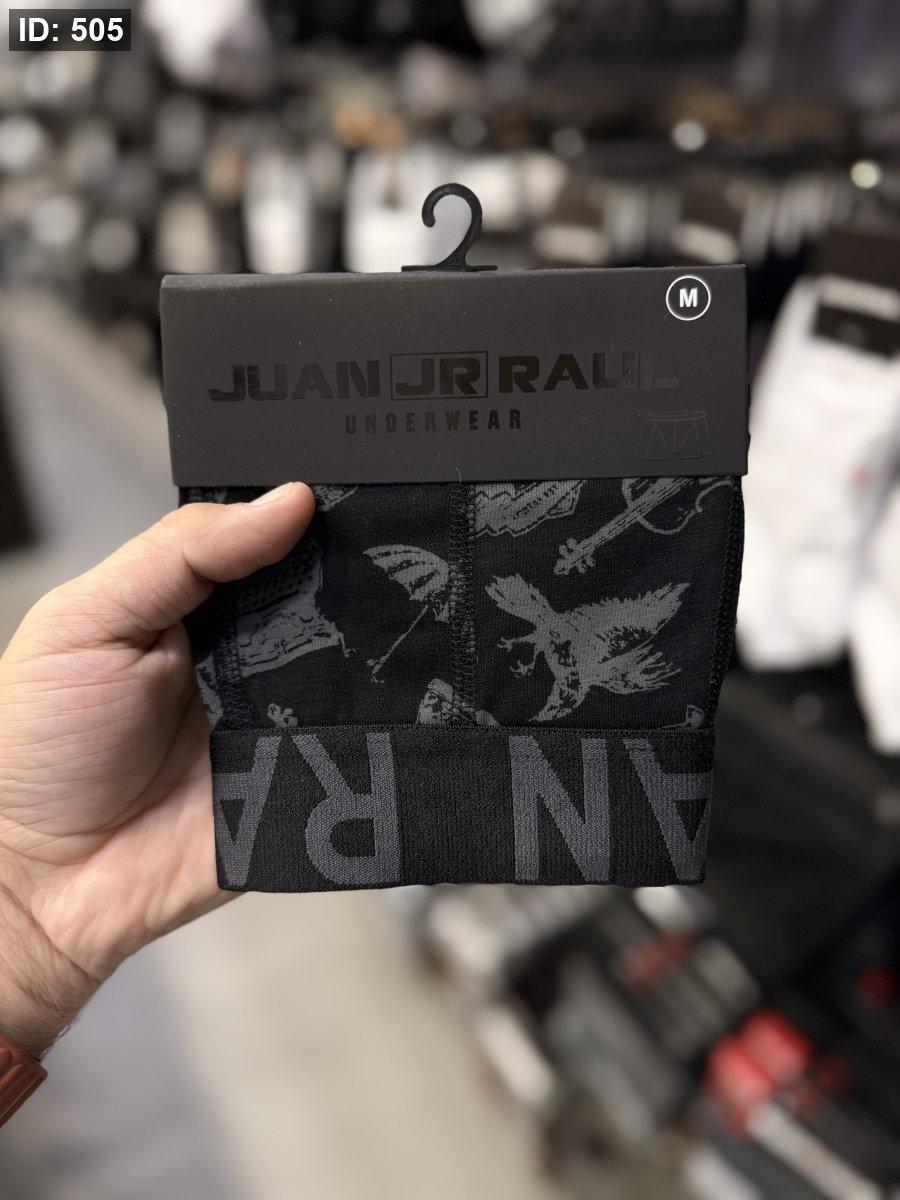 ID: 505
M
JUAN JR RAUL
UNDERWEAR
AN RA